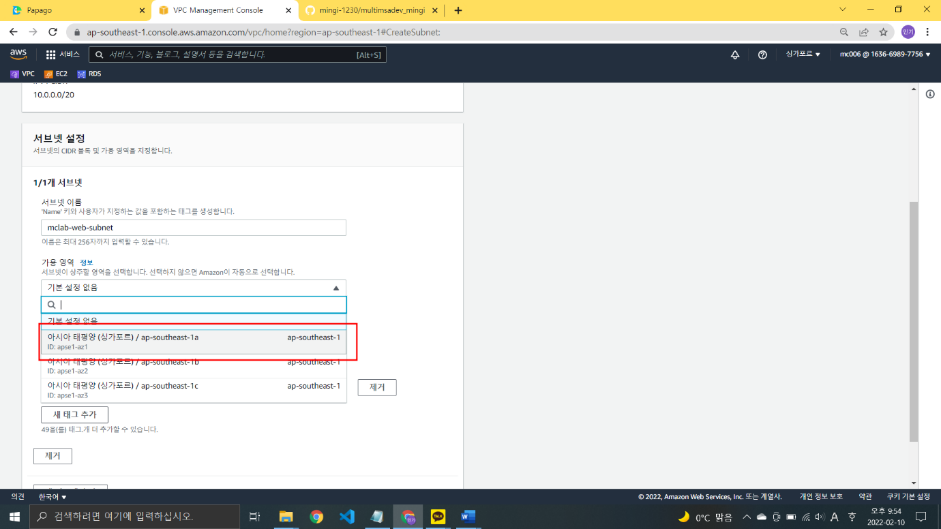 Papago
VPC Management Console
mingi-1230/multimsadev_mingi
ap-southeast-1.console.aws.amazon.com/vpc/home?region=ap-southeast-1#CreateSubnet:
민기
aws
서비스
서비스, 기능, 블로그, 설명서 등을 검색합니다.
[Alt+S]
싱가포르
mc006 @ 1636-6989-7756
VPC
EC2
RDS
10.0.0.0/20
서브넷 설정
서브넷의 CIDR 블록 및 가용 영역을 지정합니다.
1/1개 서브넷
서브넷 이름
'Name' 키와 사용자가 지정하는 값을 포함하는 태그를 생성합니다.
mclab-web-subnet
이름은 최대 256자까지 입력할 수 있습니다.
가용 영역 정보
서브넷이 상주할 영역을 선택합니다. 선택하지 않으면 Amazon이 자동으로 선택합니다.
기본 설정 없음
기본 설정 없음
아시아 태평양 (싱가포르) / ap-southeast-1a
ap-southeast-1
ID: apse1-az1
아시아 태평양 (싱가포르) / ap-southeast-1b
ap-southeast-1
ID: apse1-az2
아시아 태평양 (싱가포르) / ap-southeast-1c
ap-southeast-1
ID: apse1-az3
제거
새 태그 추가
49을(를) 태그.개 더 추가할 수 있습니다.
제거
의견
한국어
© 2022, Amazon Web Services, Inc. 또는 계열사.
개인 정보 보호
약관
쿠키 기본 설정
검색하려면 여기에 입력하십시오.
0°C 맑음
A
오후 9:54
2022-02-10